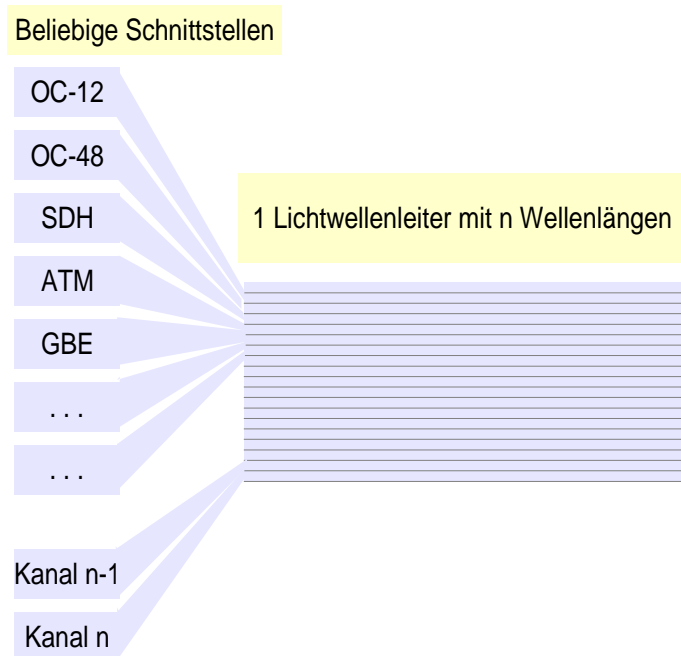 Beliebige Schnittstellen
OC-12
OC-48
SDH
1 Lichtwellenleiter mit n Wellenlängen
ATM
GBE
. . .
. . .
Kanal n-1
Kanal n